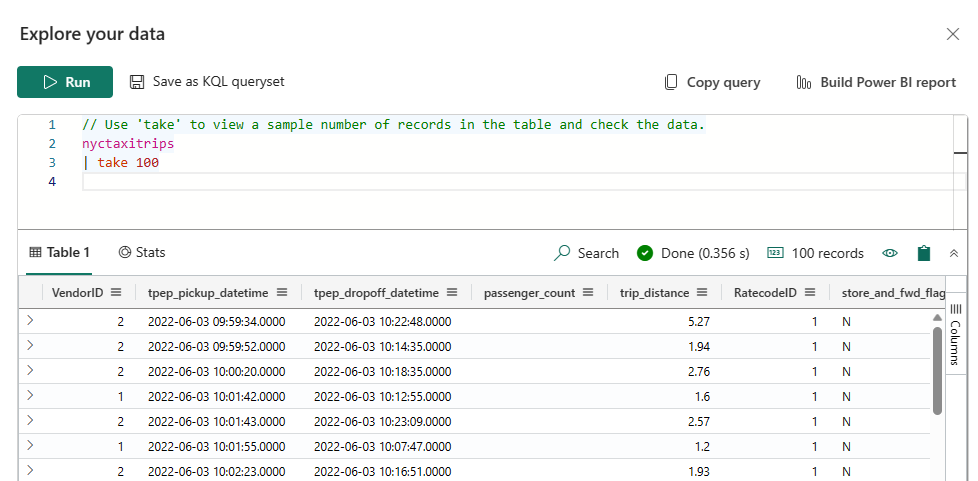 Explore your data
Run Save as KQL queryset Copy query Build Power BI report
1 // Use 'take' to view a sample number of records in the table and check the data.
2 nyctaxitrips
3 | take 100
4
Table 1 Stats Search Done (0.356 s) 123 100 records
VendorID tpep_pickup_datetime tpep_dropoff_datetime passenger_count trip_distance RatecodeID store_and_fwd_flag
2 2022-06-03 09:59:34.0000 2022-06-03 10:22:48.0000 5.27 1 N
2 2022-06-03 09:59:52.0000 2022-06-03 10:14:35.0000 1.94 1 N
2 2022-06-03 10:00:20.0000 2022-06-03 10:18:35.0000 2.76 1 N
1 2022-06-03 10:01:42.0000 2022-06-03 10:12:55.0000 1.6 1 N
2 2022-06-03 10:01:43.0000 2022-06-03 10:23:09.0000 2.57 1 N
1 2022-06-03 10:01:55.0000 2022-06-03 10:07:47.0000 1.2 1 N
2 2022-06-03 10:02:23.0000 2022-06-03 10:16:51.0000 1.93 1 N
Columns